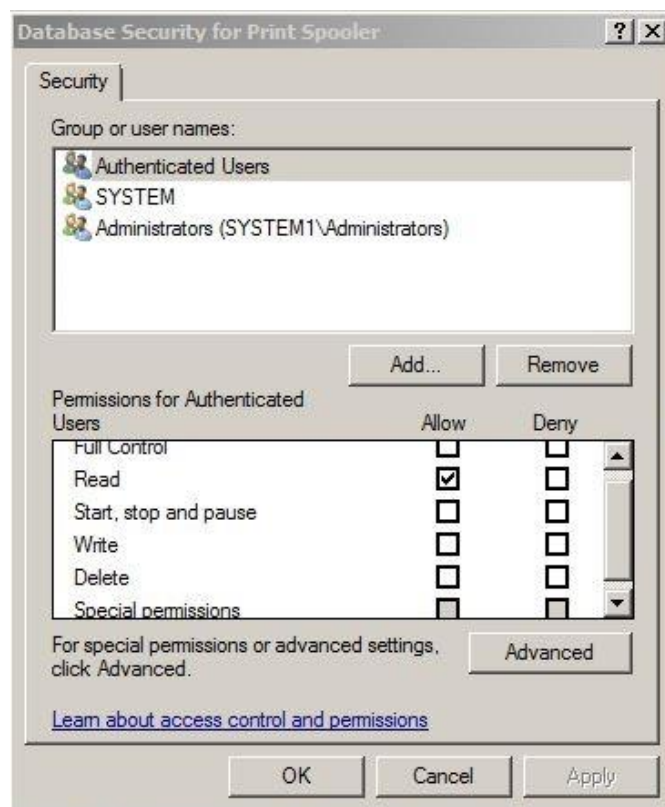 Database Security for Print Spooler
Security
Group or user names:
Authenticated Users
SYSTEM
Administrators (SYSTEM1\Administrators)
Add... Remove
Permissions for Authenticated
Users Allow Deny
Full Control
Read
Start, stop and pause
Write
Delete
Special permissions
For special permissions or advanced settings,
click Advanced.
Advanced
Learn about access control and permissions
OK Cancel Apply